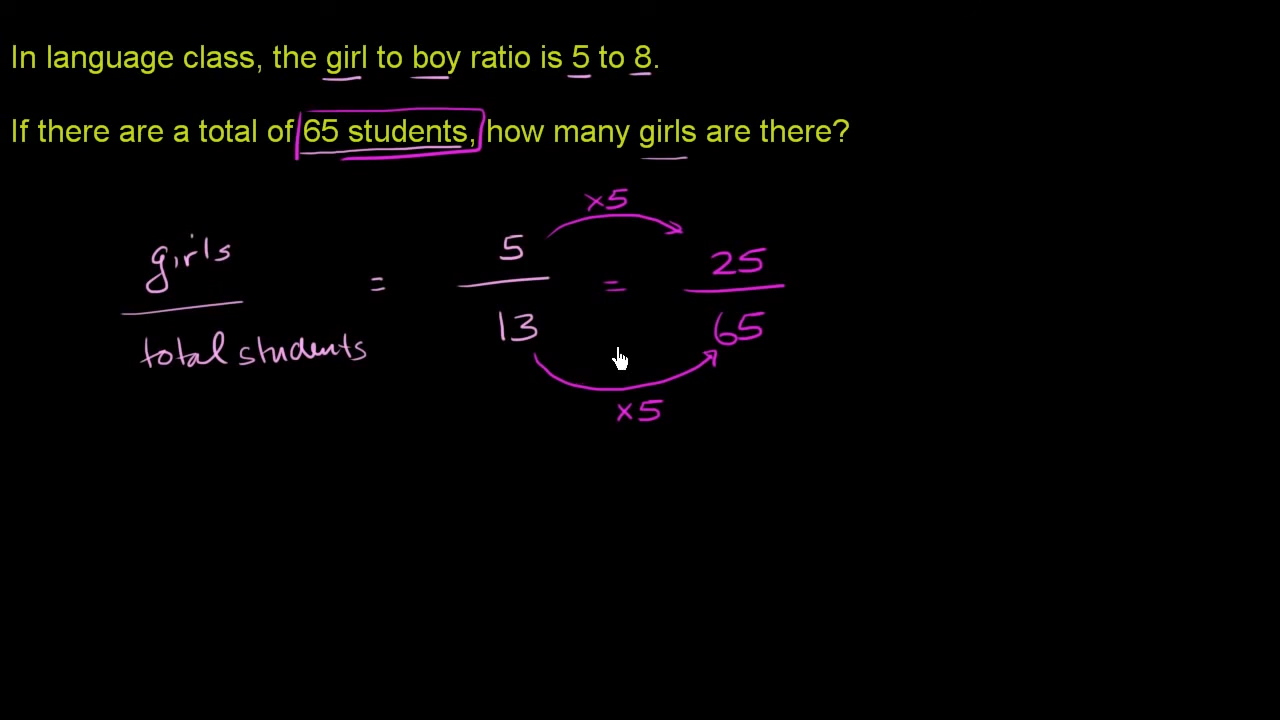 In language class, the girl to boy ratio is 5 to 8.
If there are a total of 65 students, how many girls are there?
×5
girls / total students = 5 / 13 = 25 / 65
×5